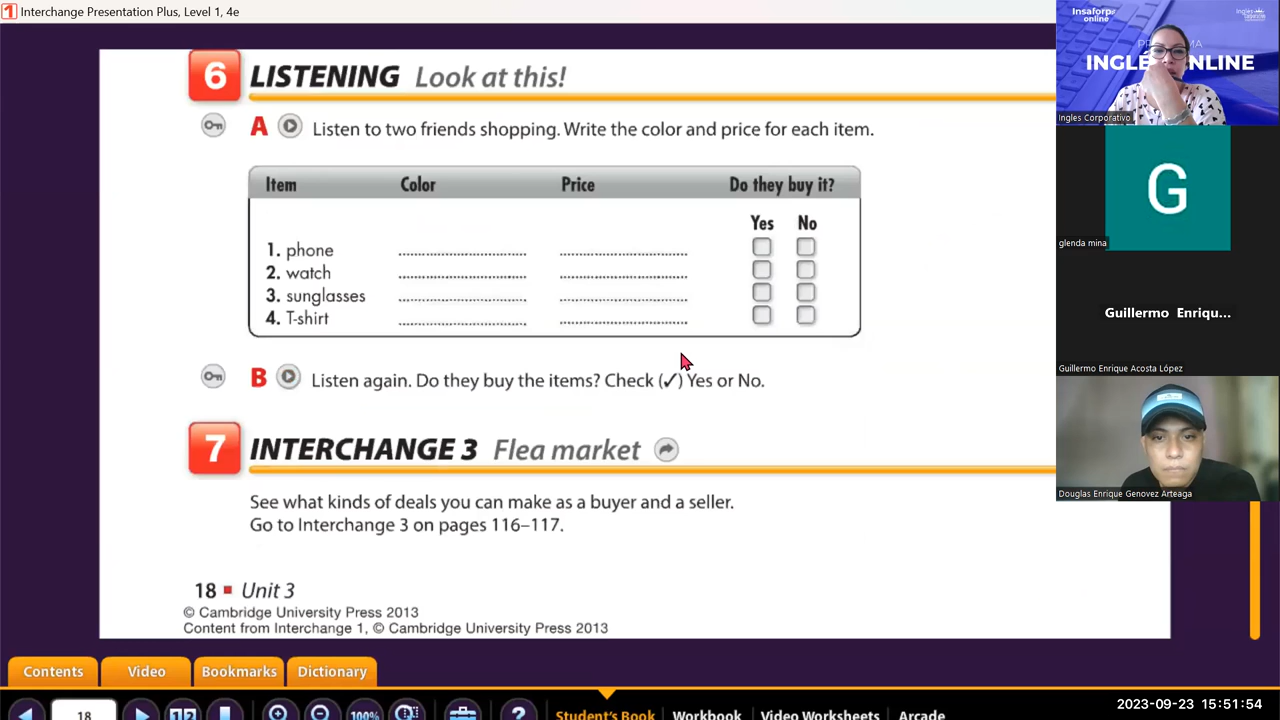 Interchange Presentation Plus, Level 1, 4e
6 LISTENING Look at this!
A Listen to two friends shopping. Write the color and price for each item.
Item Color Price Do they buy it?
Yes No
1. phone
2. watch
3. sunglasses
4. T-shirt
B Listen again. Do they buy the items? Check (✓) Yes or No.
7 INTERCHANGE 3 Flea market
See what kinds of deals you can make as a buyer and a seller.
Go to Interchange 3 on pages 116–117.
18 ■ Unit 3
© Cambridge University Press 2013
Content from Interchange 1, © Cambridge University Press 2013
Contents Video Bookmarks Dictionary
18 1 2 100% ?
Student's Book Workbook Video Worksheets Arcade
2023-09-23 15:51:54
Insaforp
online
Ingles Corporativo
G
glenda mina
Guillermo Enriqu...
Guillermo Enrique Acosta López
Douglas Enrique Genovez Arteaga